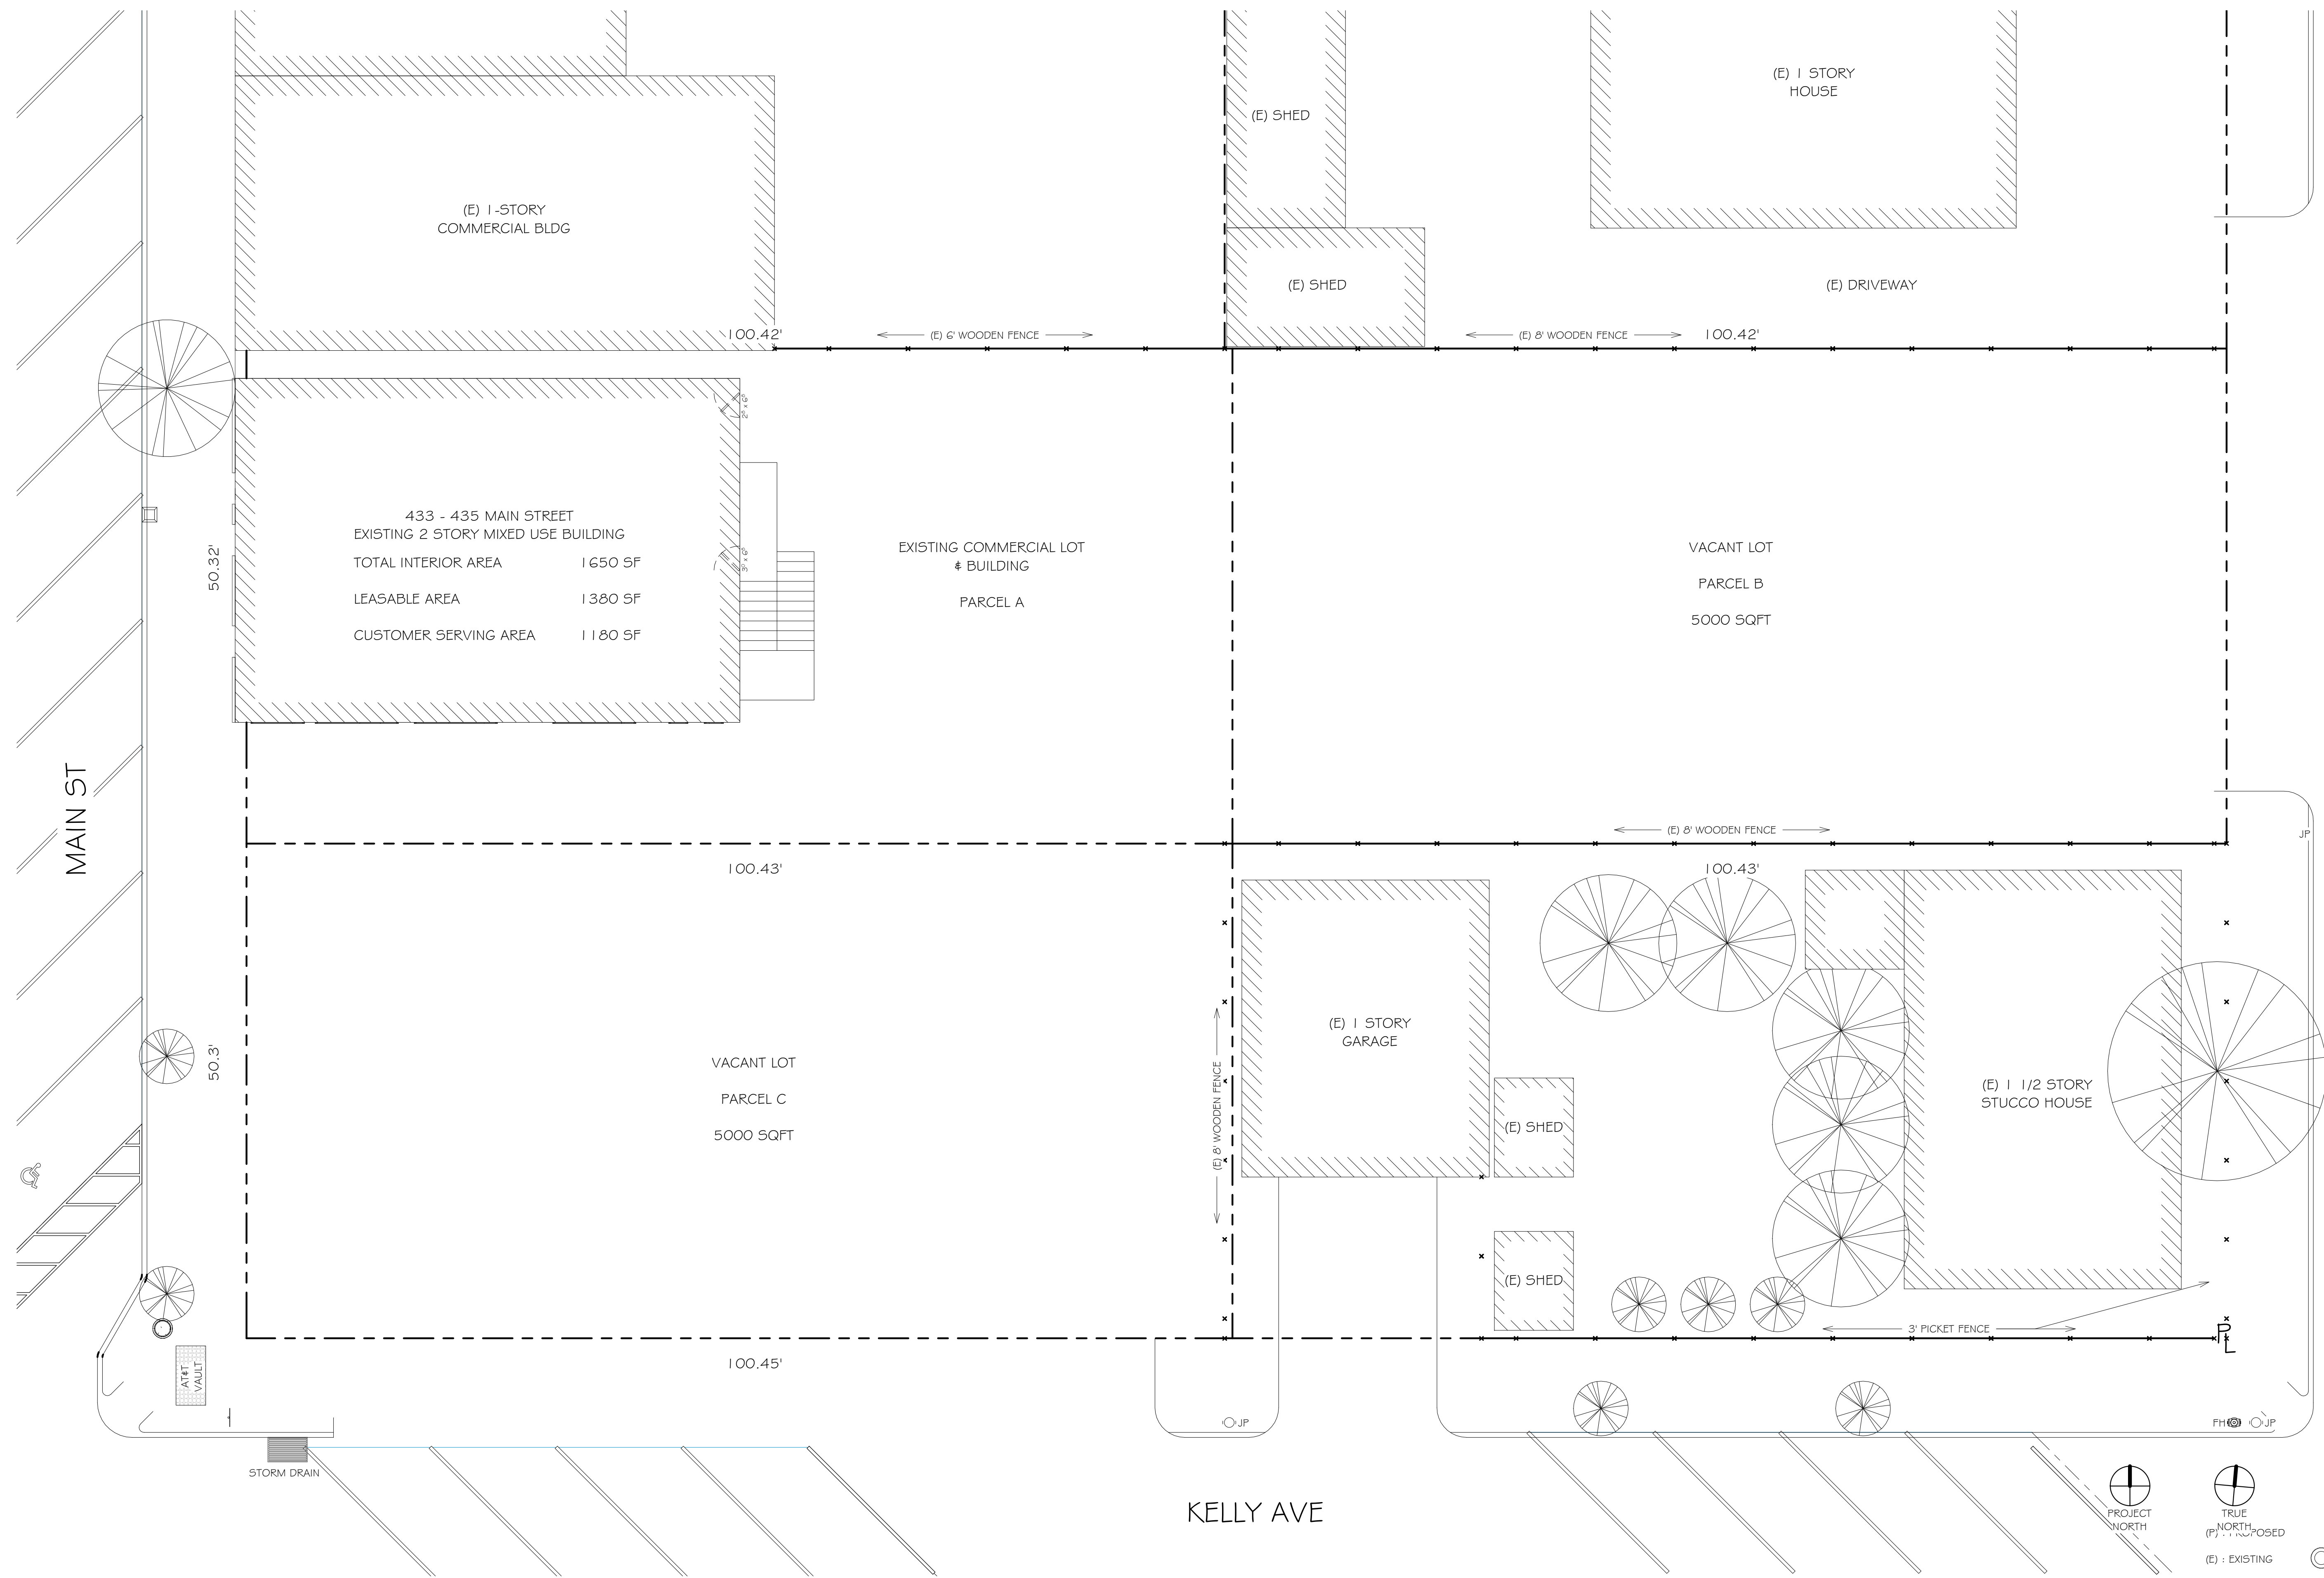 (E) 1 STORY
HOUSE
(E) SHED
(E) 1-STORY
COMMERCIAL BLDG
(E) SHED
(E) DRIVEWAY
100.42'
(E) 6' WOODEN FENCE
(E) 8' WOODEN FENCE
100.42'
2⁸ x 6⁸
433 - 435 MAIN STREET
EXISTING 2 STORY MIXED USE BUILDING
TOTAL INTERIOR AREA 1650 SF
LEASABLE AREA 1380 SF
CUSTOMER SERVING AREA 1180 SF
50.32'
EXISTING COMMERCIAL LOT
& BUILDING
PARCEL A
VACANT LOT
PARCEL B
5000 SQFT
MAIN ST
(E) 8' WOODEN FENCE
JP
100.43'
100.43'
(E) 1 STORY
GARAGE
50.3'
VACANT LOT
PARCEL C
5000 SQFT
(E) 8' WOODEN FENCE
(E) 1 1/2 STORY
STUCCO HOUSE
(E) SHED
(E) SHED
3' PICKET FENCE
PL
100.45'
AT&T
VAULT
JP
FH
JP
STORM DRAIN
KELLY AVE
PROJECT
NORTH
TRUE
NORTH
(P) : PROPOSED
(E) : EXISTING